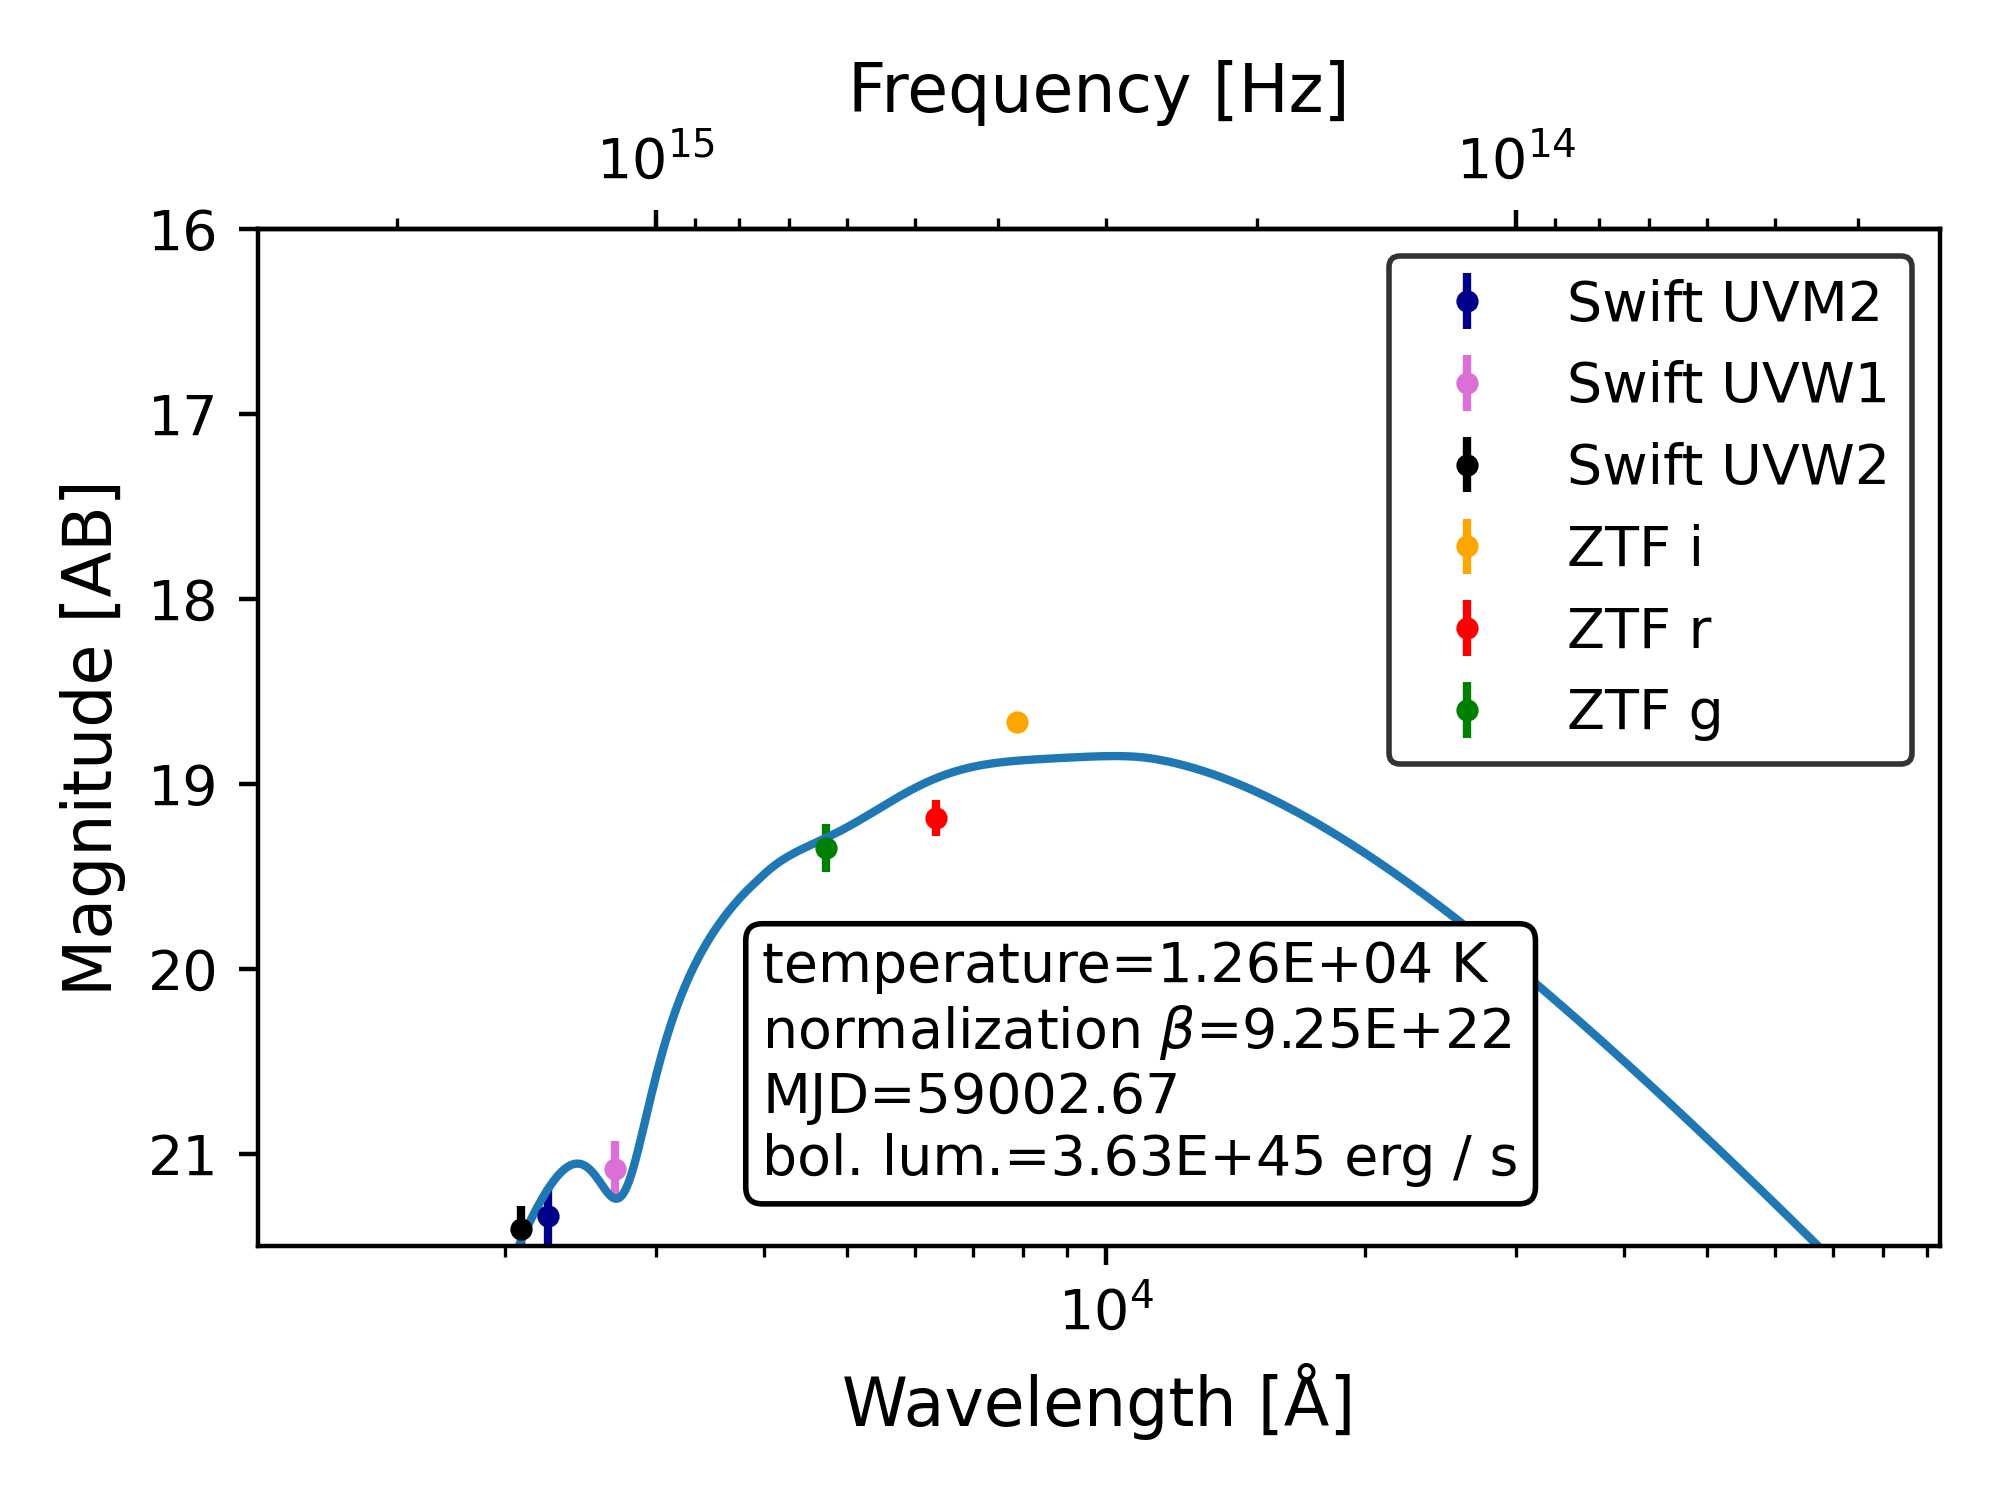 Frequency [Hz]
10^15 10^14
16
17
18
19
20
21
Magnitude [AB]
Swift UVM2
Swift UVW1
Swift UVW2
ZTF i
ZTF r
ZTF g
temperature=1.26E+04 K
normalization β=9.25E+22
MJD=59002.67
bol. lum.=3.63E+45 erg / s
10^4
Wavelength [Å]